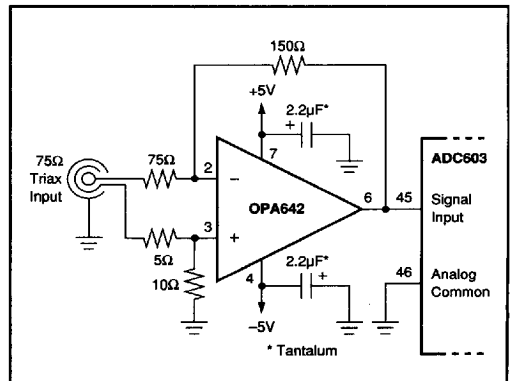 150Ω
+5V
2.2µF*
+
7
ADC603
75Ω
Triax
Input
75Ω
2
−
6
45
Signal
Input
OPA642
3
+
5Ω
10Ω
4
2.2µF*
+
46
Analog
Common
−5V
* Tantalum